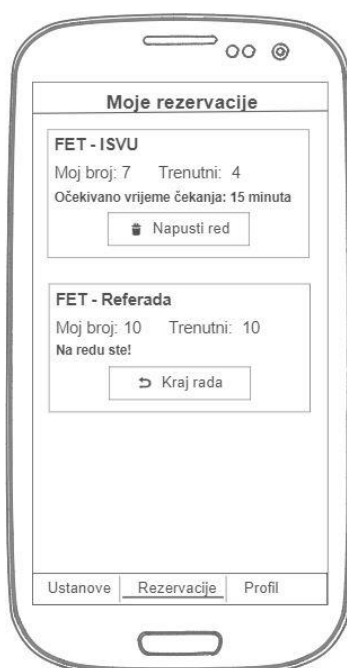 Moje rezervacije
FET - ISVU
Moj broj: 7 Trenutni: 4
Očekivano vrijeme čekanja: 15 minuta
Napusti red
FET - Referada
Moj broj: 10 Trenutni: 10
Na redu ste!
Kraj rada
Ustanove Rezervacije Profil